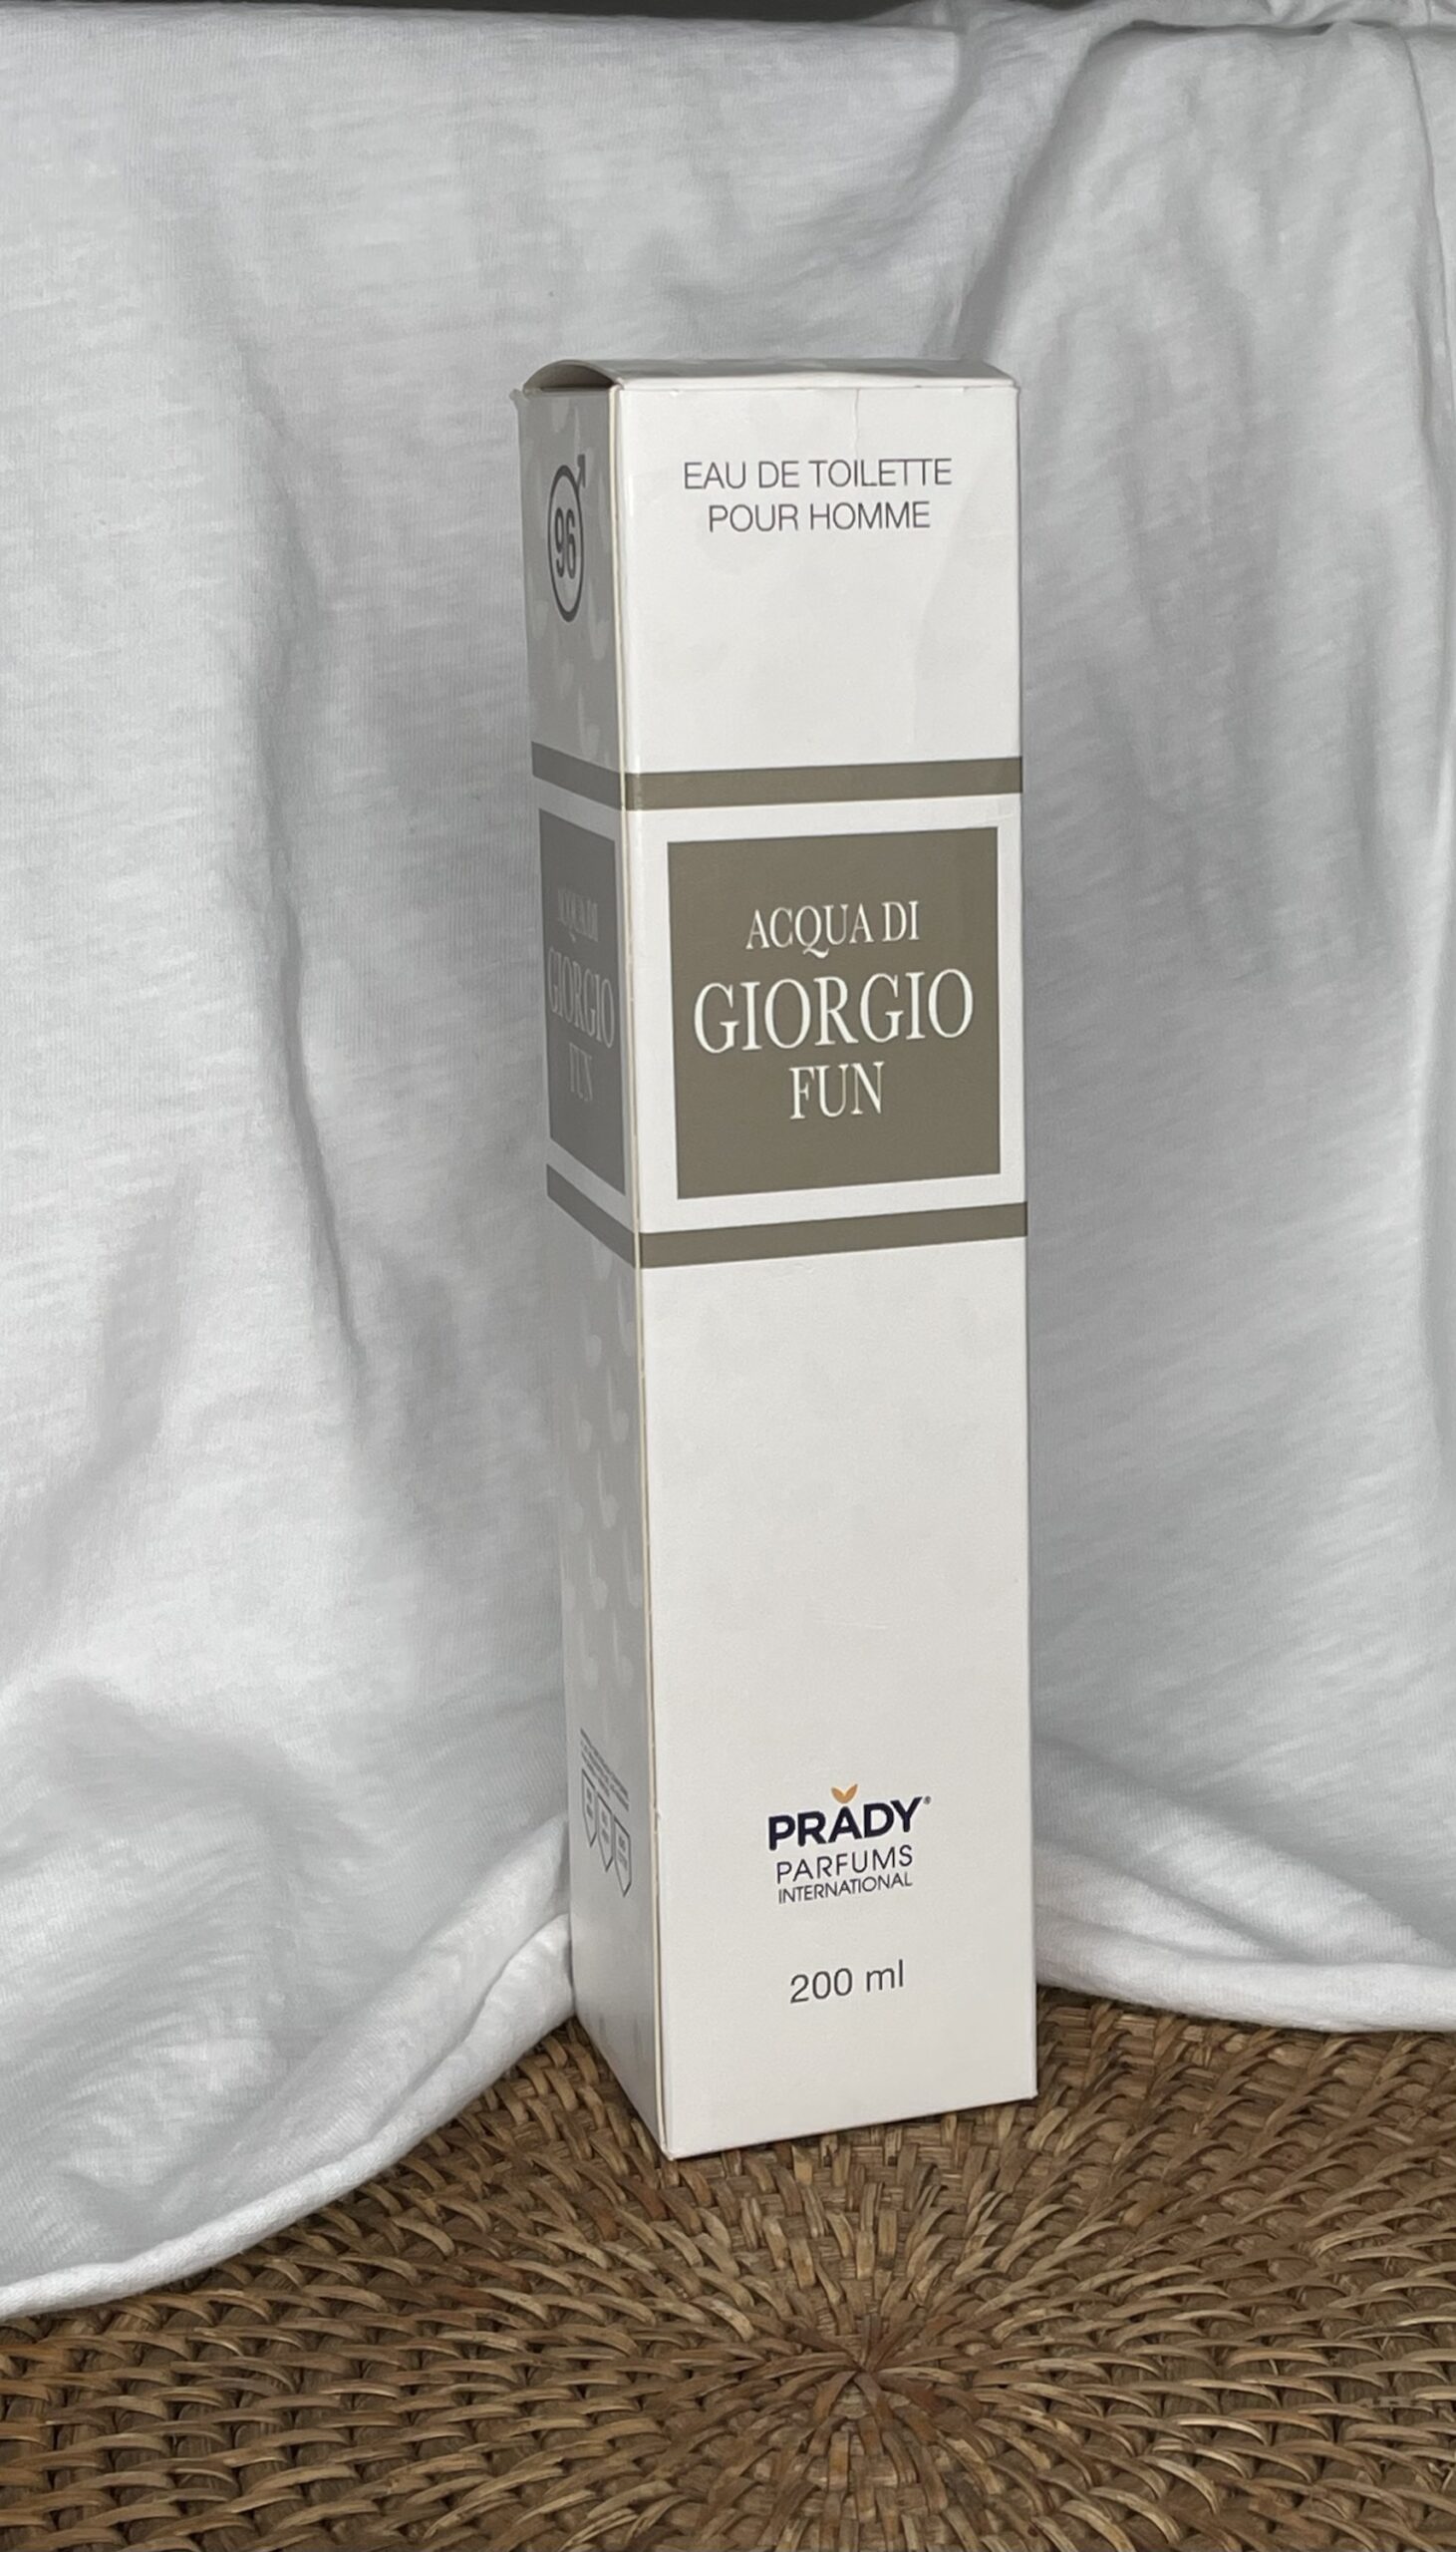 EAU DE TOILETTE
POUR HOMME
ACQUA DI
GIORGIO
FUN
PRADY®
PARFUMS
INTERNATIONAL
200 ml
96
ACQUA DI
GIORGIO
FUN